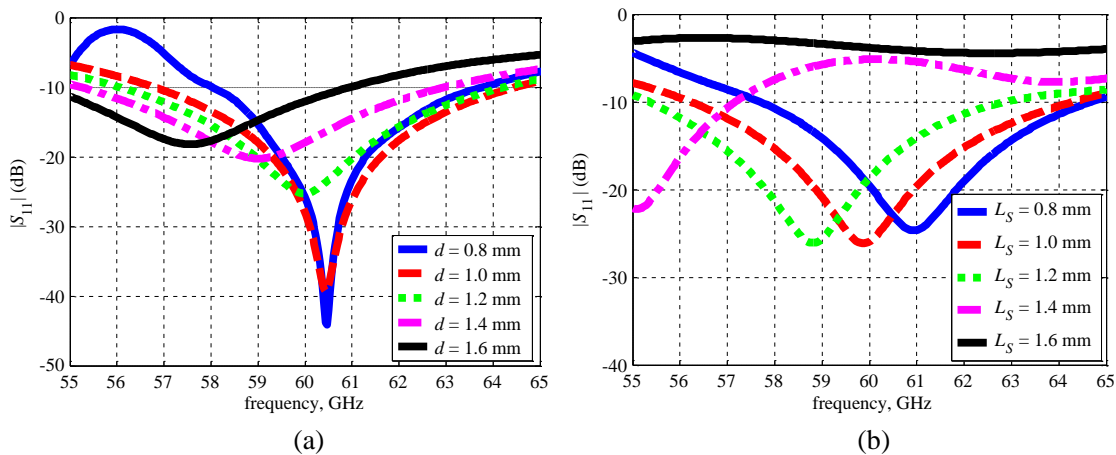 0
-10
-20
-30
-40
-50
|S11| (dB)
d = 0.8 mm
d = 1.0 mm
d = 1.2 mm
d = 1.4 mm
d = 1.6 mm
55 56 57 58 59 60 61 62 63 64 65
frequency, GHz
(a)
0
-10
-20
-30
-40
|S11| (dB)
LS = 0.8 mm
LS = 1.0 mm
LS = 1.2 mm
LS = 1.4 mm
LS = 1.6 mm
55 56 57 58 59 60 61 62 63 64 65
frequency, GHz
(b)